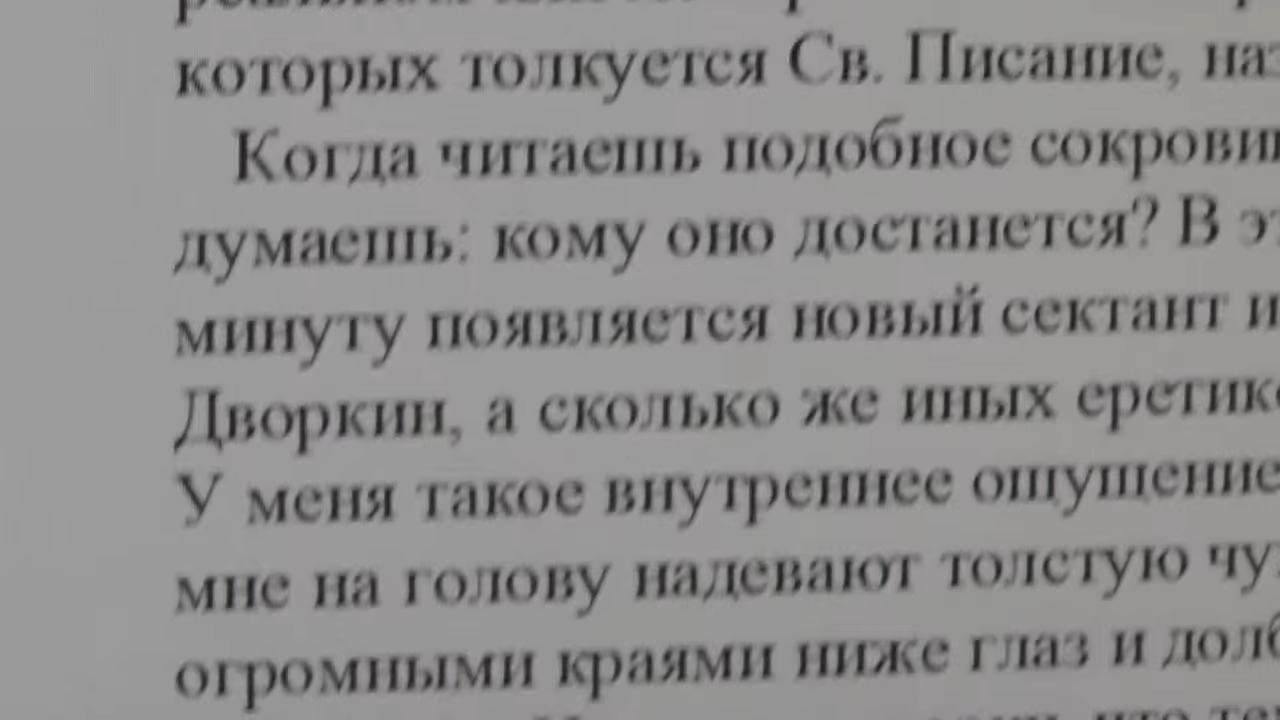 которых толкуется Св. Писание,
Когда читаешь подобное
думаешь: кому оно достанется? В
минуту появляется новый сектант
Дворкин, а сколько же иных
У меня такое внутреннее ощущение
мне на голову надевают толстую
огромными краями ниже глаз и